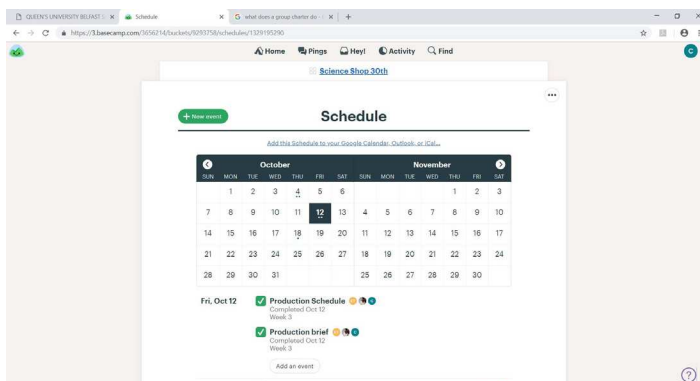 QUEEN'S UNIVERSITY BELFAST
Schedule
what does a group charter do -
https://3.basecamp.com/3656214/buckets/9293758/schedules/1329195290
Home Pings Hey! Activity Find
C
Science Shop 30th
+ New event
Schedule
Add this Schedule to your Google Calendar, Outlook, or iCal...
October November
SUN MON TUE WED THU FRI SAT SUN MON TUE WED THU FRI SAT
1 2 3 4 5 6 1 2 3
7 8 9 10 11 12 13 4 5 6 7 8 9 10
14 15 16 17 18 19 20 11 12 13 14 15 16 17
21 22 23 24 25 26 27 18 19 20 21 22 23 24
28 29 30 31 25 26 27 28 29 30
Fri, Oct 12
Production Schedule
Completed Oct 12
Week 3
Production brief
Completed Oct 12
Week 3
Add an event